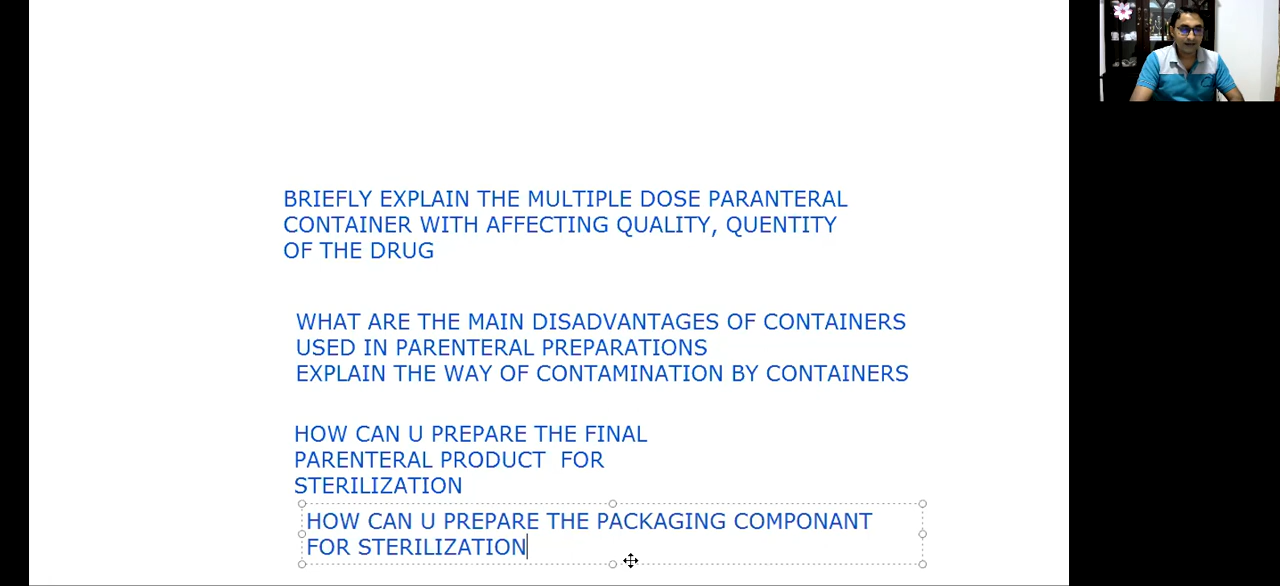 BRIEFLY EXPLAIN THE MULTIPLE DOSE PARANTERAL
CONTAINER WITH AFFECTING QUALITY, QUENTITY
OF THE DRUG
WHAT ARE THE MAIN DISADVANTAGES OF CONTAINERS
USED IN PARENTERAL PREPARATIONS
EXPLAIN THE WAY OF CONTAMINATION BY CONTAINERS
HOW CAN U PREPARE THE FINAL
PARENTERAL PRODUCT  FOR
STERILIZATION
HOW CAN U PREPARE THE PACKAGING COMPONANT
FOR STERILIZATION